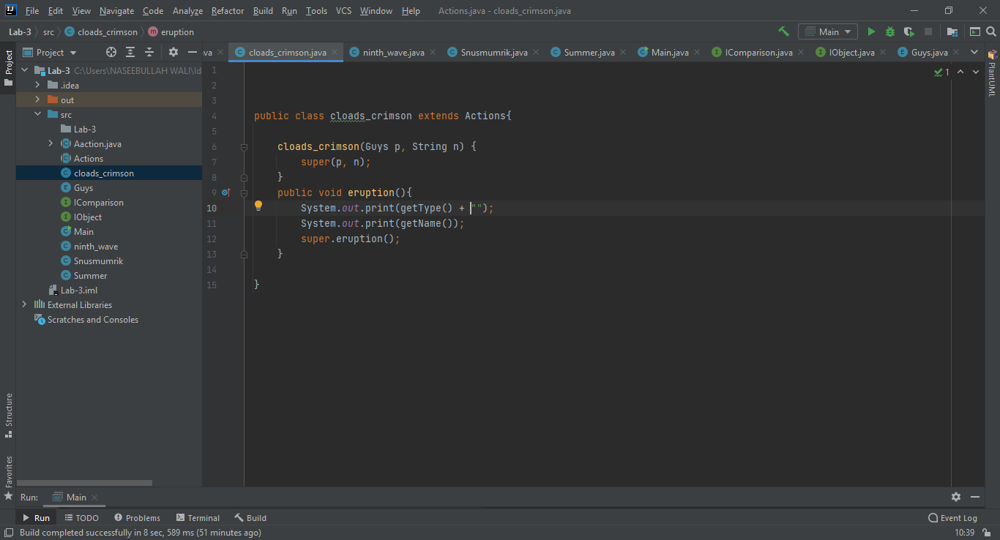 File Edit View Navigate Code Analyze Refactor Build Run Tools VCS Window Help Actions.java - cloads_crimson.java
Lab-3 src cloads_crimson eruption Main
Project ava cloads_crimson.java ninth_wave.java Snusmumrik.java Summer.java Main.java IComparison.java IObject.java Guys.java
Project
PlantUML
Lab-3 C:\Users\NASEEBULLAH WALI\Id
.idea
out
src
Lab-3
Aaction.java
Actions
cloads_crimson
Guys
IComparison
IObject
Main
ninth_wave
Snusmumrik
Summer
Lab-3.iml
External Libraries
Scratches and Consoles
1
1
2
3
4 public class cloads_crimson extends Actions{
5
6 cloads_crimson(Guys p, String n) {
7 super(p, n);
8 }
9 public void eruption(){
10 System.out.print(getType() + "");
11 System.out.print(getName());
12 super.eruption();
13 }
14
15 }
Structure
Favorites
Run: Main
Run TODO Problems Terminal Build Event Log
Build completed successfully in 8 sec, 589 ms (51 minutes ago) 10:39